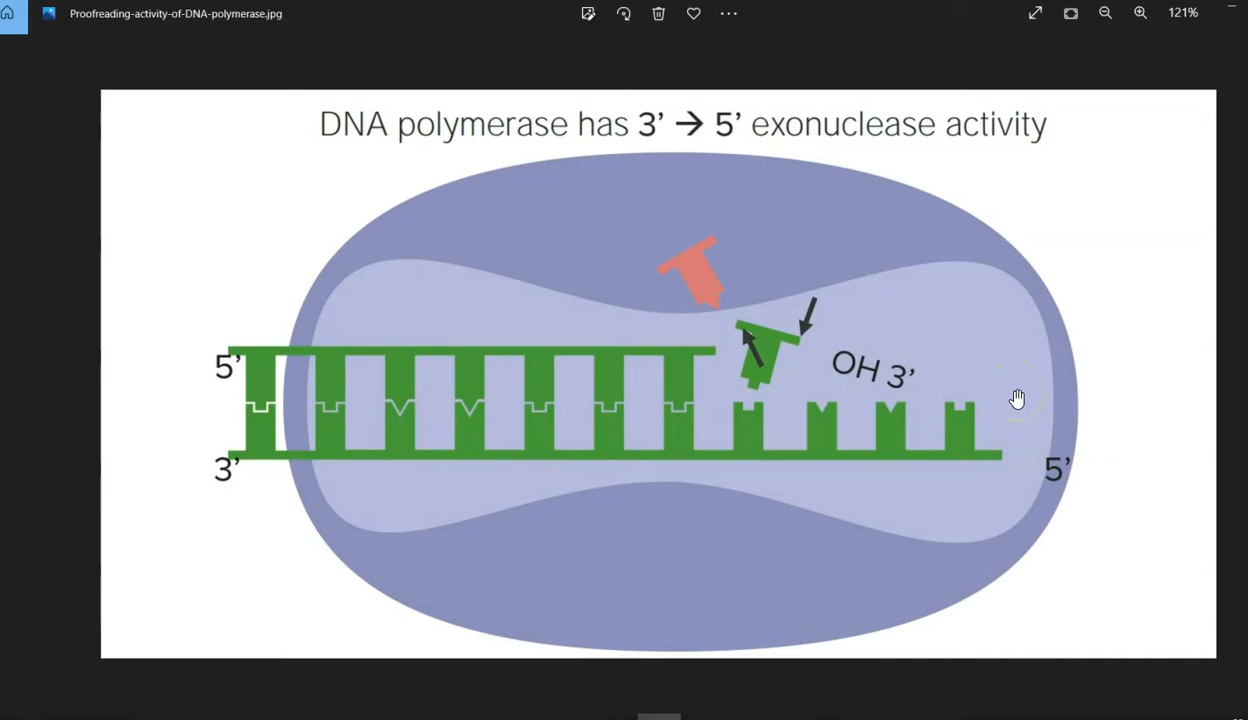 Proofreading-activity-of-DNA-polymerase.jpg
121%
DNA polymerase has 3’ → 5’ exonuclease activity
OH 3’
5’
3’
5’